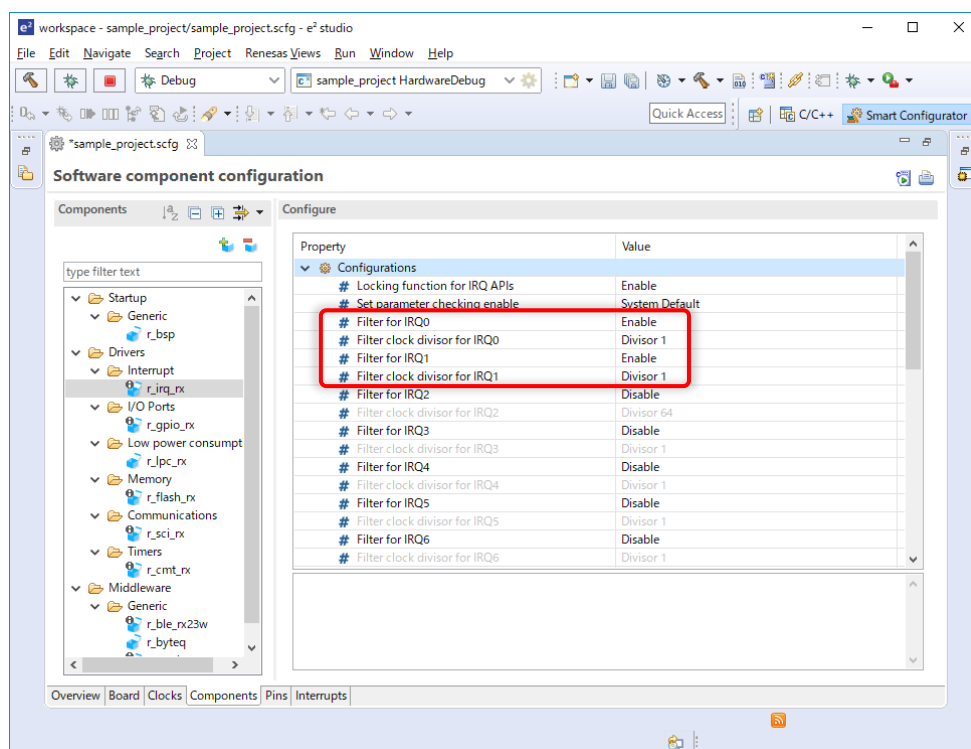 workspace - sample_project/sample_project.scfg - e² studio
File Edit Navigate Search Project Renesas Views Run Window Help
Debug sample_project HardwareDebug
Quick Access C/C++ Smart Configurator
*sample_project.scfg
Software component configuration
Components Configure
type filter text
Startup
Generic
r_bsp
Drivers
Interrupt
r_irq_rx
I/O Ports
r_gpio_rx
Low power consumpt
r_lpc_rx
Memory
r_flash_rx
Communications
r_sci_rx
Timers
r_cmt_rx
Middleware
Generic
r_ble_rx23w
r_byteq
Property Value
Configurations
# Locking function for IRQ APIs Enable
# Set parameter checking enable System Default
# Filter for IRQ0 Enable
# Filter clock divisor for IRQ0 Divisor 1
# Filter for IRQ1 Enable
# Filter clock divisor for IRQ1 Divisor 1
# Filter for IRQ2 Disable
# Filter clock divisor for IRQ2 Divisor 64
# Filter for IRQ3 Disable
# Filter clock divisor for IRQ3 Divisor 1
# Filter for IRQ4 Disable
# Filter clock divisor for IRQ4 Divisor 1
# Filter for IRQ5 Disable
# Filter clock divisor for IRQ5 Divisor 1
# Filter for IRQ6 Disable
# Filter clock divisor for IRQ6 Divisor 1
Overview Board Clocks Components Pins Interrupts